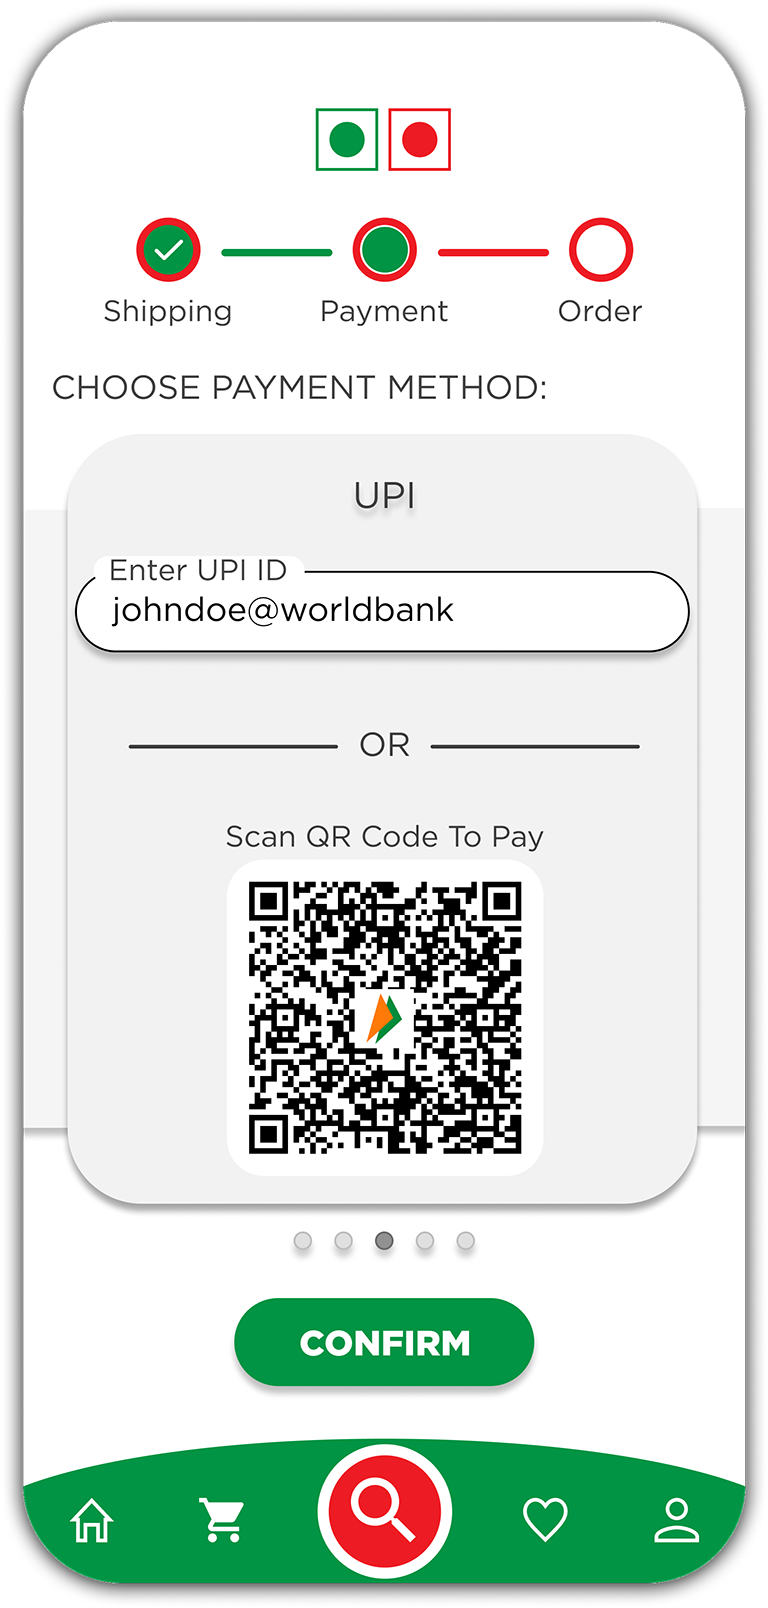 Shipping Payment Order
CHOOSE PAYMENT METHOD:
UPI
Enter UPI ID
johndoe@worldbank
OR
Scan QR Code To Pay
CONFIRM